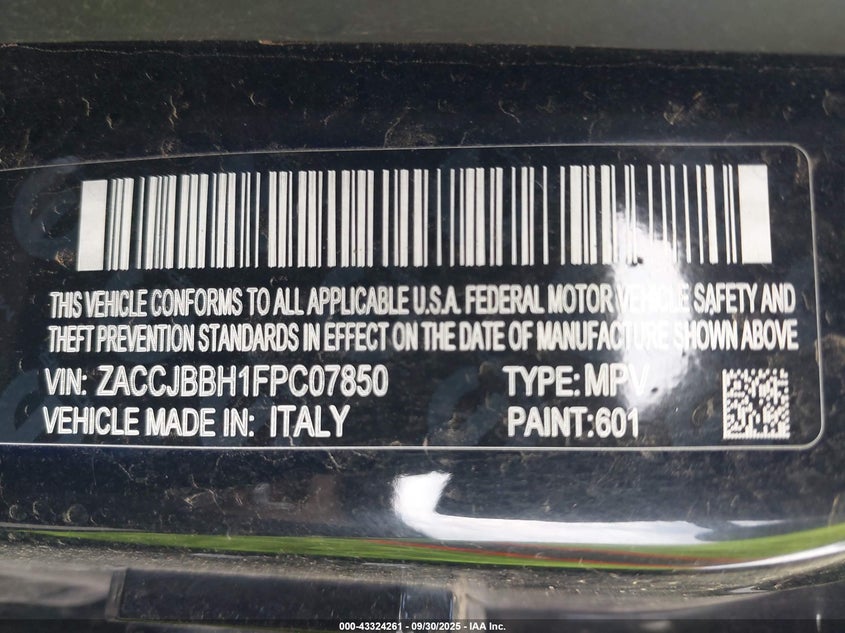 THIS VEHICLE CONFORMS TO ALL APPLICABLE U.S.A. FEDERAL MOTOR VEHICLE SAFETY AND
THEFT PREVENTION STANDARDS IN EFFECT ON THE DATE OF MANUFACTURE SHOWN ABOVE
VIN: ZACCJBBH1FPC07850 TYPE: MPV
VEHICLE MADE IN: ITALY PAINT:601
000-43324261 - 09/30/2025 - IAA Inc.